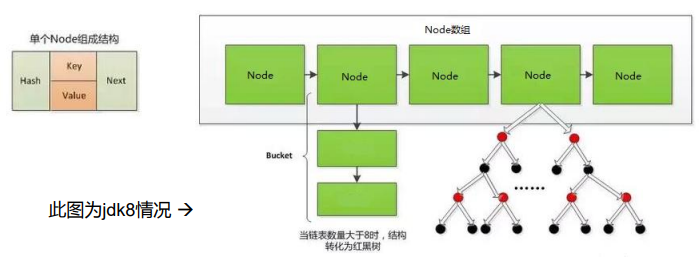 单个Node组成结构
Hash
Key
Value
Next
Node数组
Node
Node
Node
Node
Node
Bucket
......
此图为jdk8情况 →
当链表数量大于8时，结构
转化为红黑树